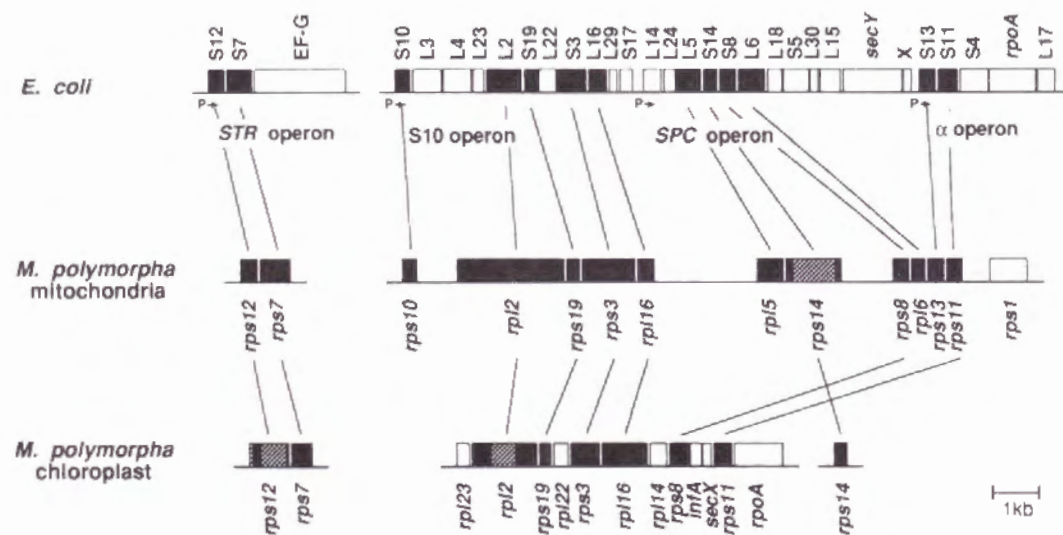 S12 S7 EF-G S10 L3 L4 L23 L2 S19 L22 S3 L16 L29 S17 L14 L24 L5 S14 S8 L6 L18 S5 L30 L15 secY X S13 S11 S4 rpoA L17
E. coli
P P P P
STR operon S10 operon SPC operon α operon
M. polymorpha
mitochondria
rps12 rps7 rps10 rpl2 rps19 rps3 rpl16 rpl5 rps14 rps8 rpl6 rps13 rps11 rps1
M. polymorpha
chloroplast
rps12 rps7 rpl23 rpl2 rps19 rpl22 rps3 rpl16 rpl14 rps8 infA secX rps11 rpoA rps14
1kb